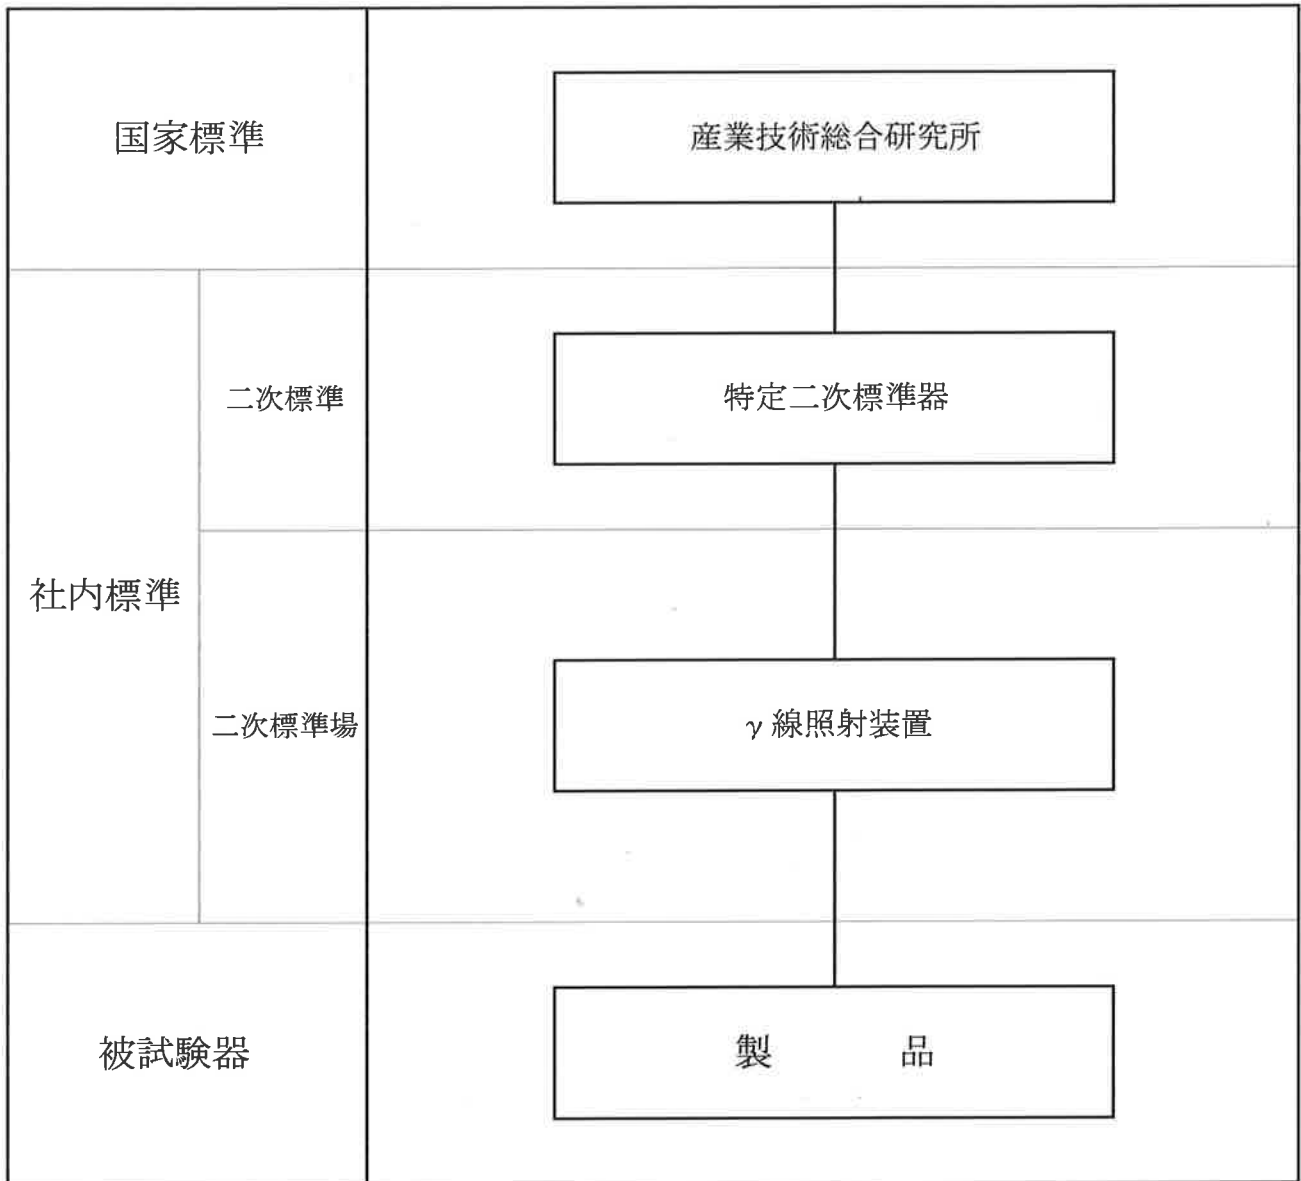 国家標準
産業技術総合研究所
社内標準
二次標準
特定二次標準器
二次標準場
γ 線照射装置
被試験器
製 品